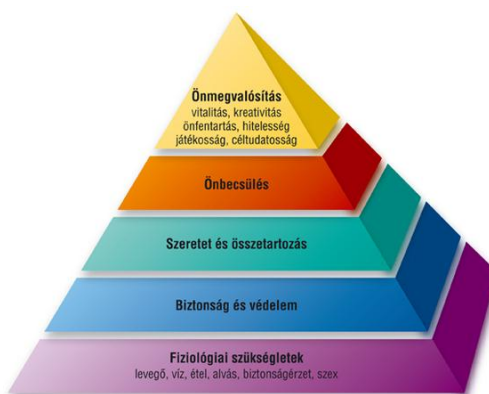 Önmegvalósítás
vitalitás, kreativitás
önfentartás, hitelesség
játékosság, céltudatosság
Önbecsülés
Szeretet és összetartozás
Biztonság és védelem
Fiziológiai szükségletek
levegő, víz, étel, alvás, biztonságérzet, szex